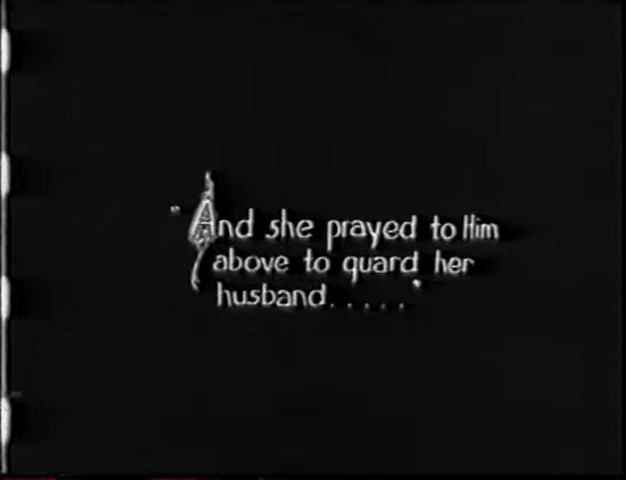 "And she prayed to Him
above to guard her
husband....."